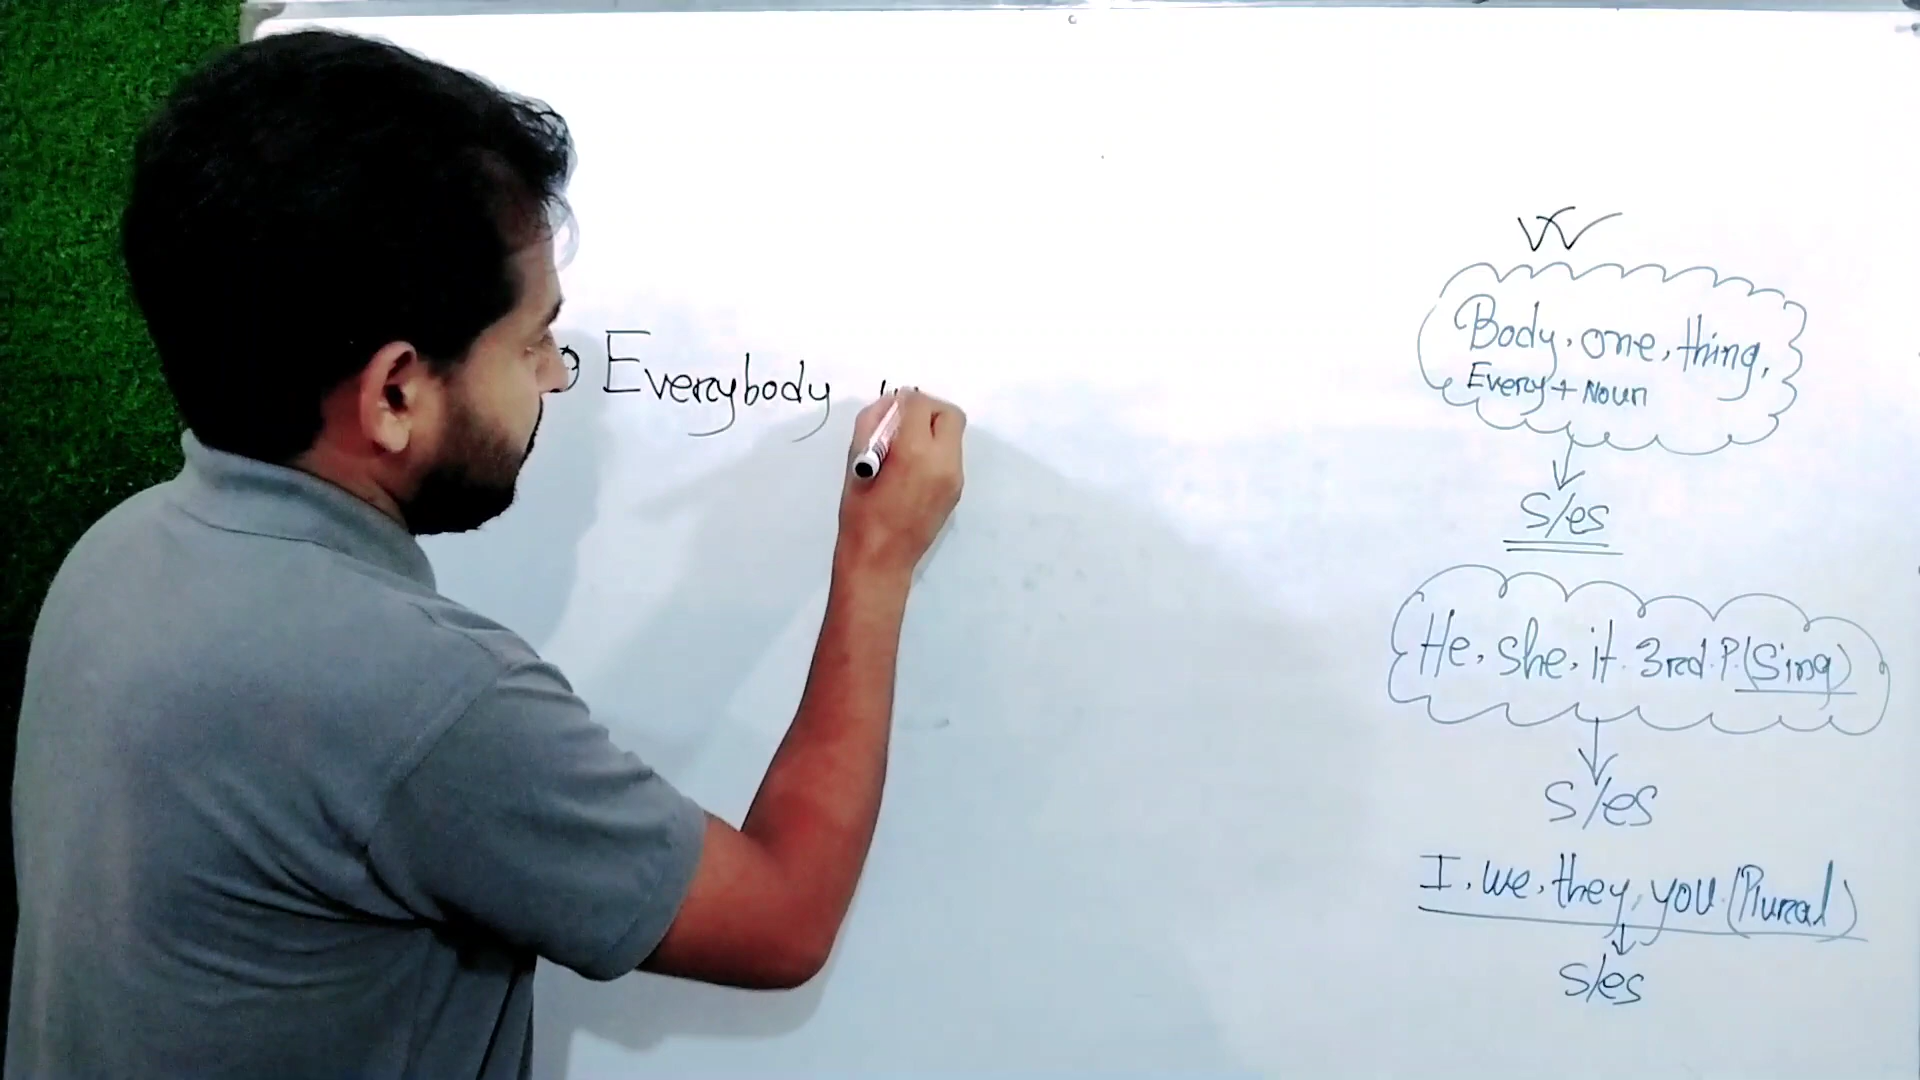 Everybody
Body, one, thing,
Every + Noun
S/es
He, she, it. 3rd. P. (Sing)
S/es
I, we, they, you. (Plural)
S/es